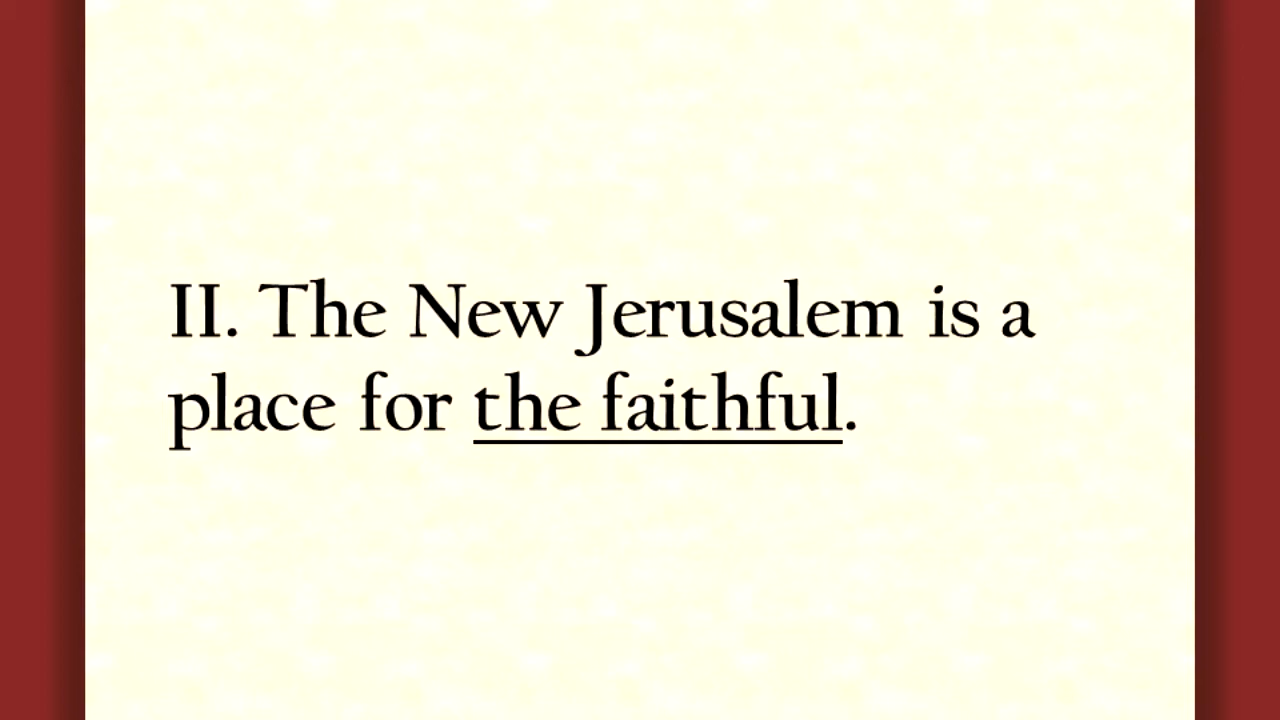 II. The New Jerusalem is a
place for the faithful.